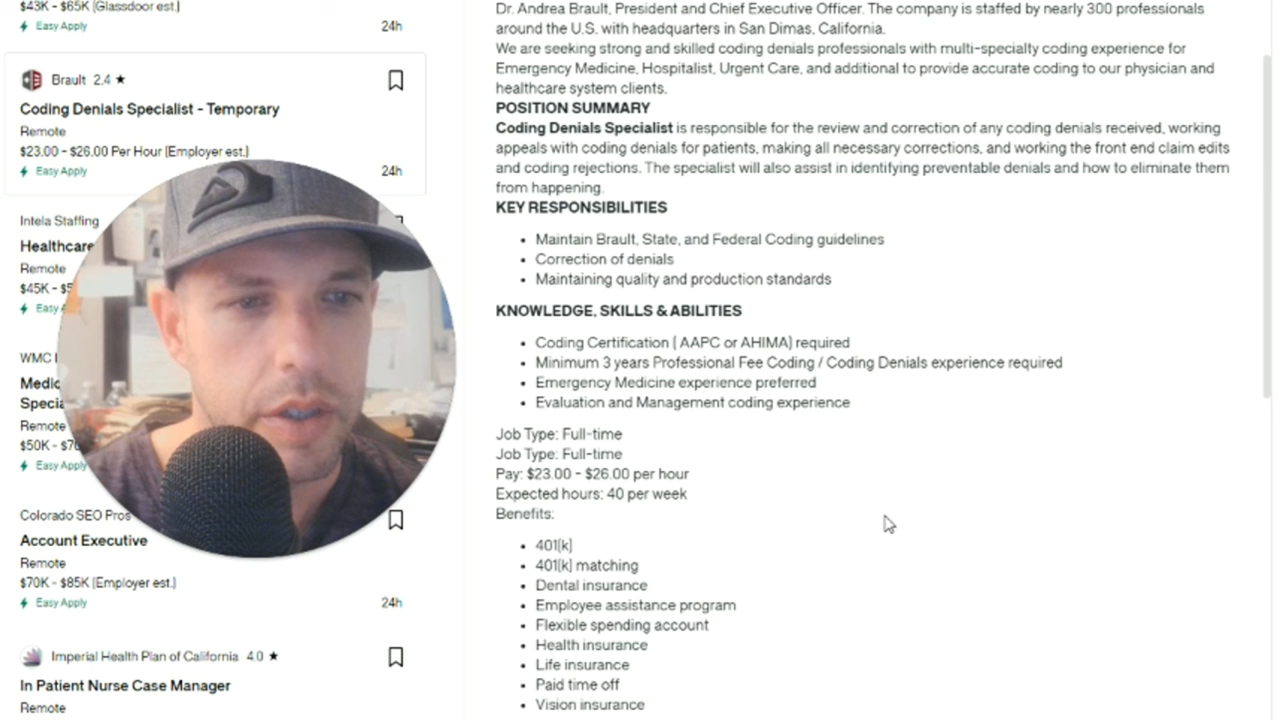 $43K - $65K (Glassdoor est.)
Easy Apply
24h
Brault 2.4 ★
Coding Denials Specialist - Temporary
Remote
$23.00 - $26.00 Per Hour (Employer est.)
Easy Apply
24h
Intela Staffing
Healthcare
Remote
$45K - $5
Easy
WMC
Medic
Specia
Remote
$50K - $7
Easy Apply
Colorado SEO Pros
Account Executive
Remote
$70K - $85K (Employer est.)
Easy Apply
24h
Imperial Health Plan of California 4.0 ★
In Patient Nurse Case Manager
Remote
Dr. Andrea Brault, President and Chief Executive Officer. The company is staffed by nearly 300 professionals
around the U.S. with headquarters in San Dimas, California.
We are seeking strong and skilled coding denials professionals with multi-specialty coding experience for
Emergency Medicine, Hospitalist, Urgent Care, and additional to provide accurate coding to our physician and
healthcare system clients.
POSITION SUMMARY
Coding Denials Specialist is responsible for the review and correction of any coding denials received, working
appeals with coding denials for patients, making all necessary corrections, and working the front end claim edits
and coding rejections. The specialist will also assist in identifying preventable denials and how to eliminate them
from happening.
KEY RESPONSIBILITIES
• Maintain Brault, State, and Federal Coding guidelines
• Correction of denials
• Maintaining quality and production standards
KNOWLEDGE, SKILLS & ABILITIES
• Coding Certification ( AAPC or AHIMA) required
• Minimum 3 years Professional Fee Coding / Coding Denials experience required
• Emergency Medicine experience preferred
• Evaluation and Management coding experience
Job Type: Full-time
Job Type: Full-time
Pay: $23.00 - $26.00 per hour
Expected hours: 40 per week
Benefits:
• 401(k)
• 401(k) matching
• Dental insurance
• Employee assistance program
• Flexible spending account
• Health insurance
• Life insurance
• Paid time off
• Vision insurance